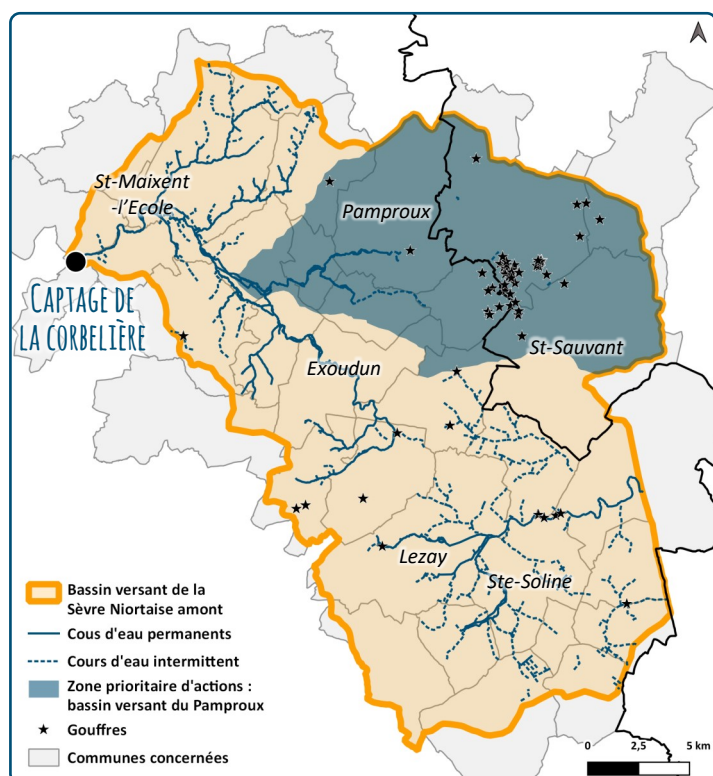 St-Maixent
-l'Ecole
Pamproux
CAPTAGE DE
LA CORBELIÈRE
St-Sauvant
Exoudun
Lezay
Ste-Soline
Bassin versant de la
Sèvre Niortaise amont
Cous d'eau permanents
Cours d'eau intermittent
Zone prioritaire d'actions :
bassin versant du Pamproux
Gouffres
Communes concernées
0 2,5 5 km